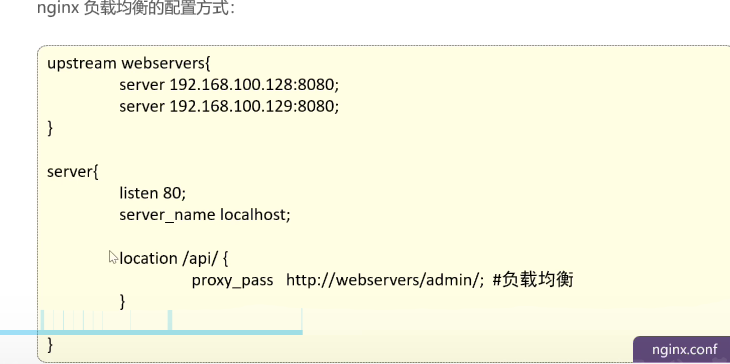 nginx 负载均衡的配置方式：
upstream webservers{
server 192.168.100.128:8080;
server 192.168.100.129:8080;
}
server{
listen 80;
server_name localhost;
location /api/ {
proxy_pass http://webservers/admin/; #负载均衡
}
}
nginx.conf